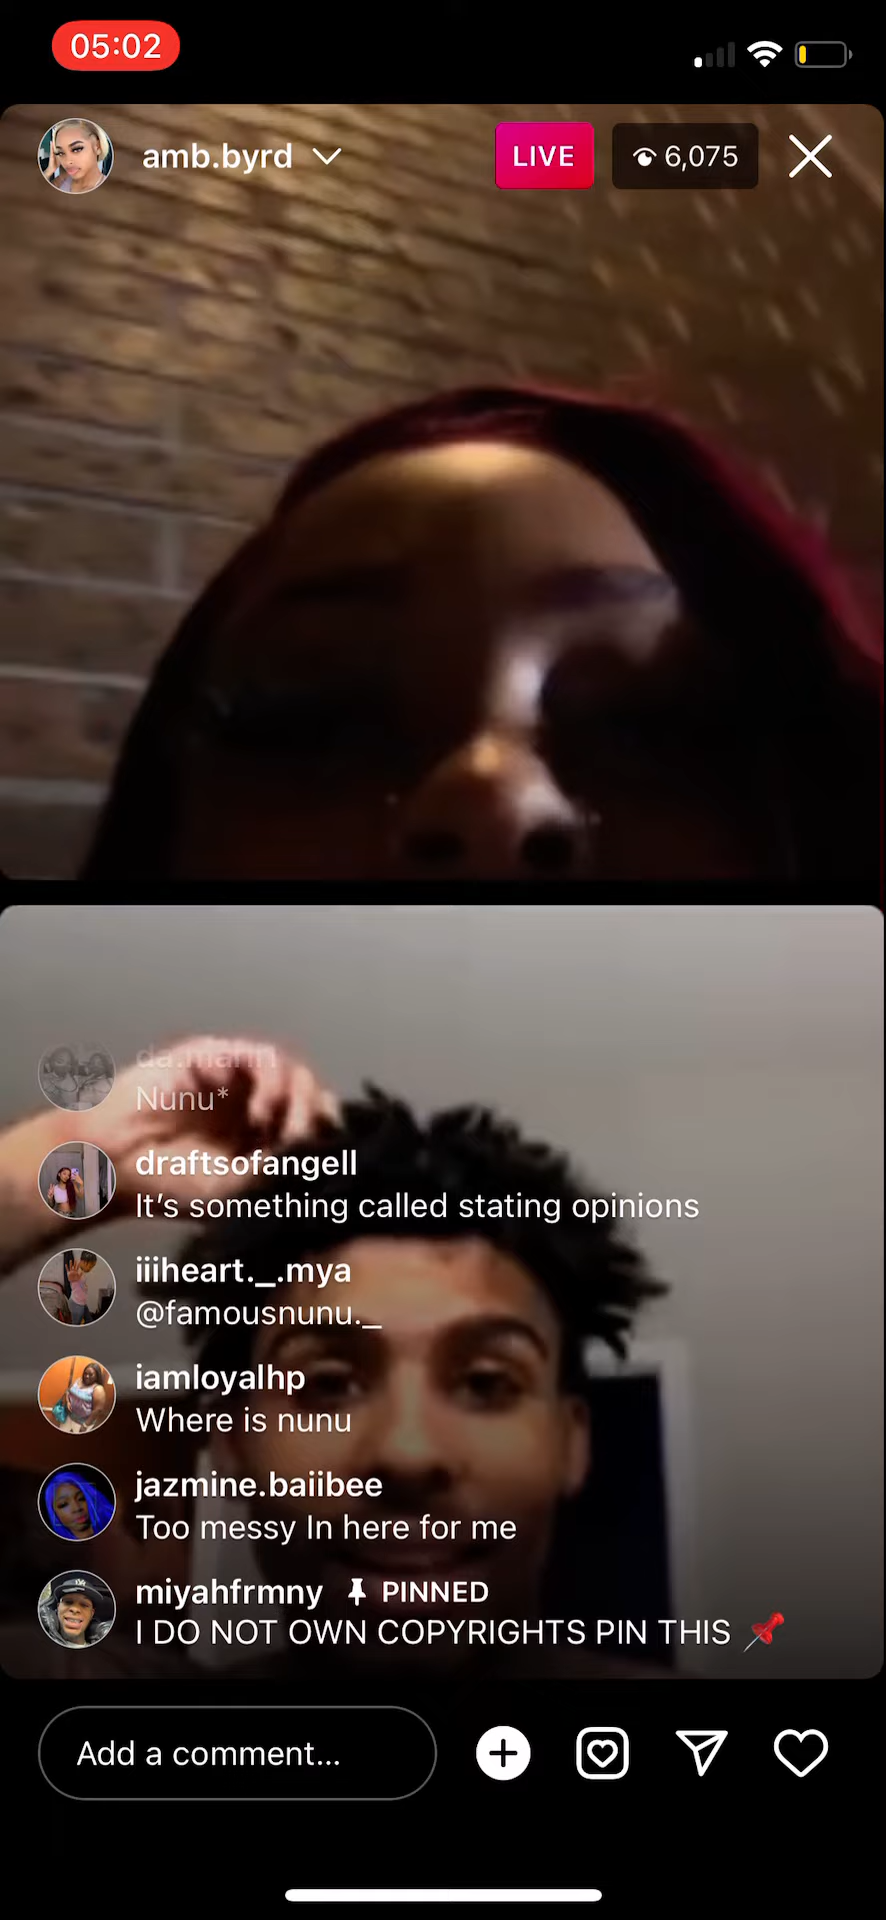 05:02
amb.byrd
LIVE
6,075
da.mann
Nunu*
draftsofangell
It's something called stating opinions
iiiheart._.mya
@famousnunu._
iamloyalhp
Where is nunu
jazmine.baiibee
Too messy In here for me
miyahfrmny PINNED
I DO NOT OWN COPYRIGHTS PIN THIS 📌
Add a comment...